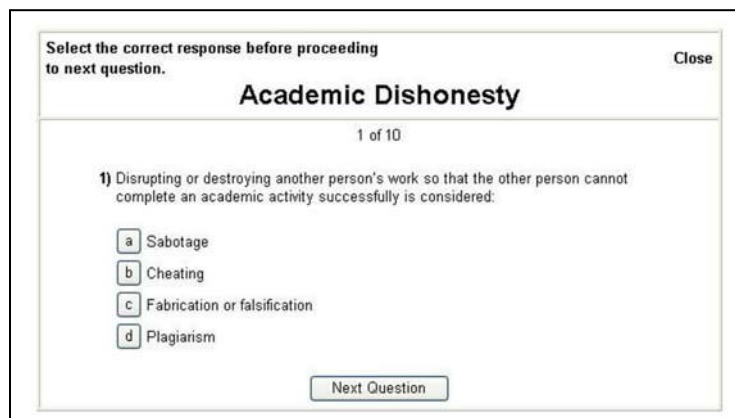 Select the correct response before proceeding
to next question.
Close
Academic Dishonesty
1 of 10
1) Disrupting or destroying another person's work so that the other person cannot
complete an academic activity successfully is considered:
a Sabotage
b Cheating
c Fabrication or falsification
d Plagiarism
Next Question